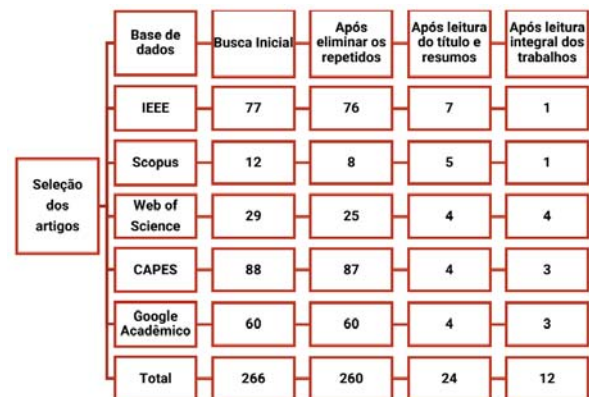 Base de
dados
Busca Inicial
Após
eliminar os
repetidos
Após leitura
do título e
resumos
Após leitura
integral dos
trabalhos
IEEE
77
76
7
1
Scopus
12
8
5
1
Seleção
dos
artigos
Web of
Science
29
25
4
4
CAPES
88
87
4
3
Google
Acadêmico
60
60
4
3
Total
266
260
24
12